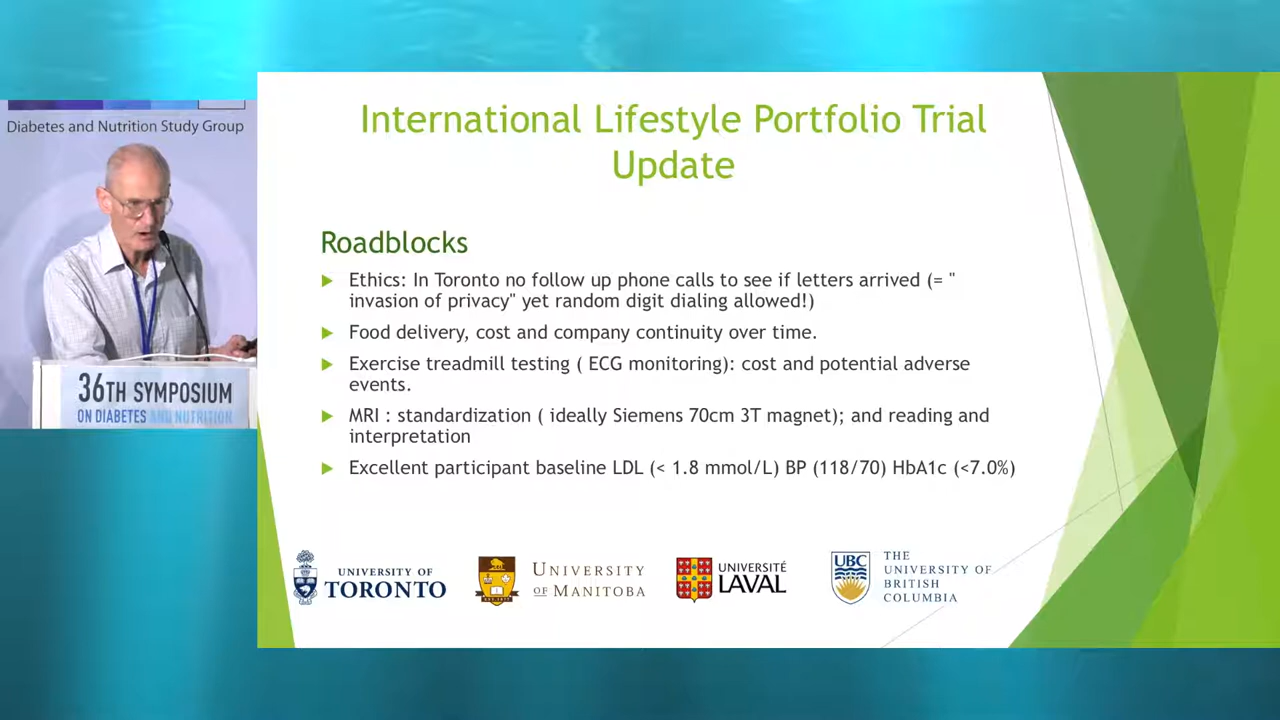 Diabetes and Nutrition Study Group
36TH SYMPOSIUM
ON DIABETES AND NUTRITION
International Lifestyle Portfolio Trial
Update
Roadblocks
Ethics: In Toronto no follow up phone calls to see if letters arrived (= "
invasion of privacy" yet random digit dialing allowed!)
Food delivery, cost and company continuity over time.
Exercise treadmill testing ( ECG monitoring): cost and potential adverse
events.
MRI : standardization ( ideally Siemens 70cm 3T magnet); and reading and
interpretation
Excellent participant baseline LDL (< 1.8 mmol/L) BP (118/70) HbA1c (<7.0%)
UNIVERSITY OF
TORONTO
UNIVERSITY
OF MANITOBA
UNIVERSITÉ
LAVAL
UBC
THE
UNIVERSITY OF
BRITISH
COLUMBIA